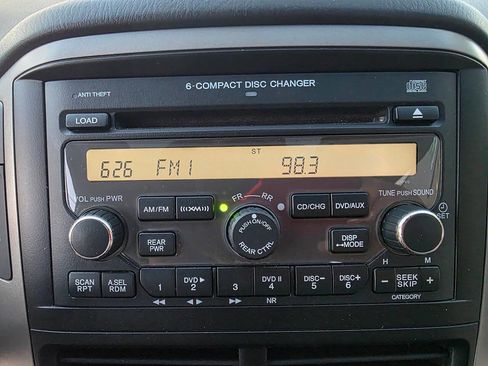 6-COMPACT DISC CHANGER
ANTI THEFT
COMPACT
disc
LOAD
ST
626 FM1 98.3
VOL PUSH PWR
FR RR
TUNE PUSH SOUND
AM/FM ((XM)) CD/CHG DVD/AUX
SET
PUSH, ON/OFF
REAR CTRL
REAR PWR
DISP MODE
H M
SCAN RPT
A.SEL RDM
1
DVD ▶ 2
3
DVD II 4
DISC− 5
DISC+ 6
− SEEK SKIP +
◀◀ ▶▶ NR CATEGORY